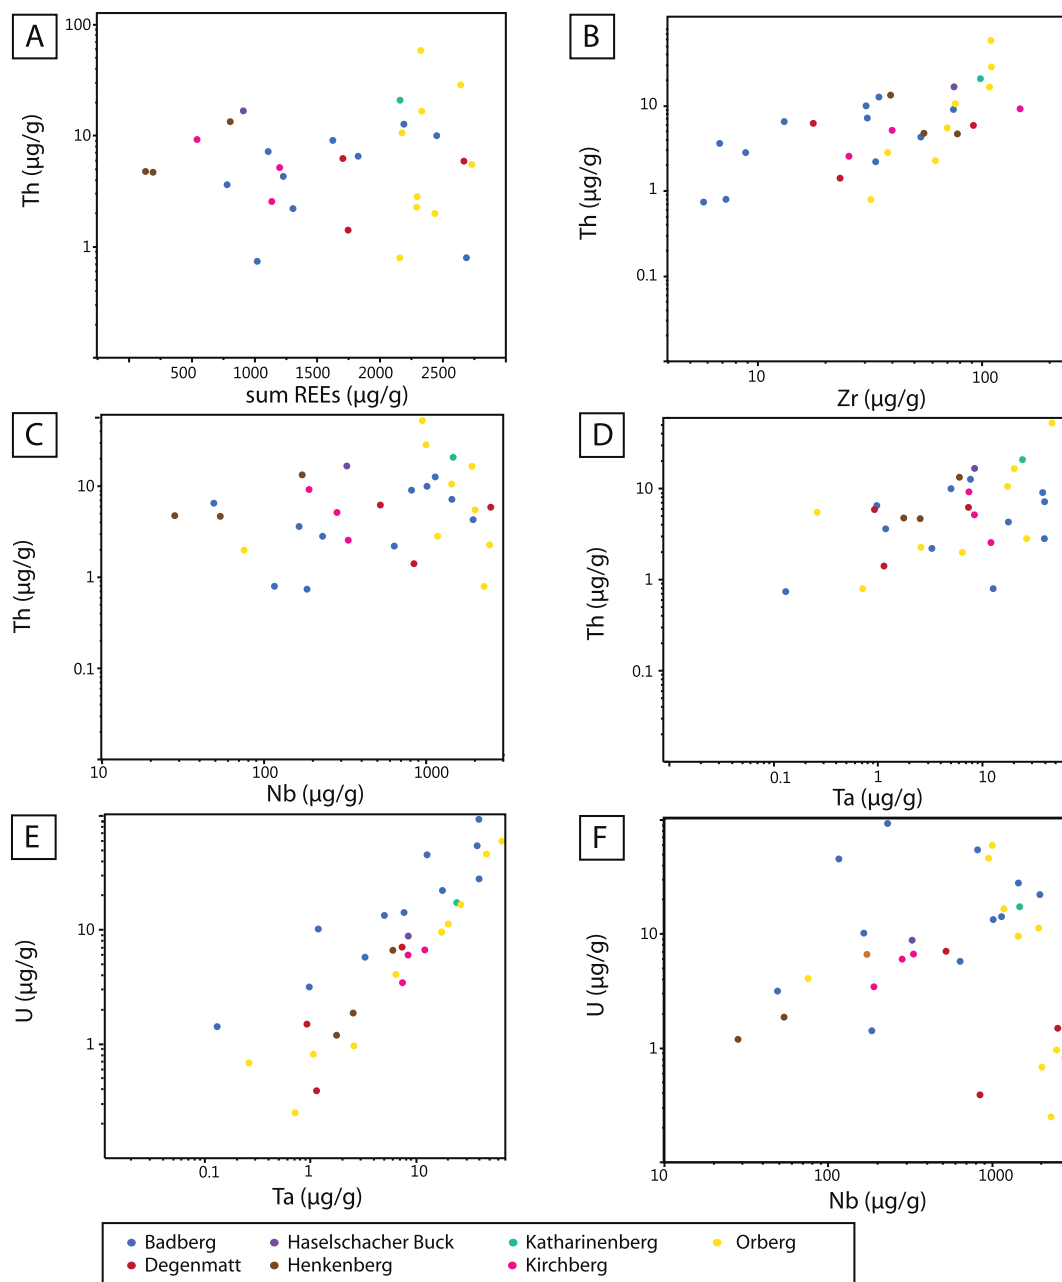 A
100
10
1
Th (µg/g)
500 1000 1500 2000 2500
sum REEs (µg/g)
B
10
1
0.1
Th (µg/g)
10 100
Zr (µg/g)
C
10
1
0.1
Th (µg/g)
10 100 1000
Nb (µg/g)
D
10
1
0.1
Th (µg/g)
0.1 1 10
Ta (µg/g)
E
10
1
U (µg/g)
0.1 1 10
Ta (µg/g)
F
10
1
U (µg/g)
10 100 1000
Nb (µg/g)
Badberg Haselschacher Buck Katharinenberg Orberg
Degenmatt Henkenberg Kirchberg